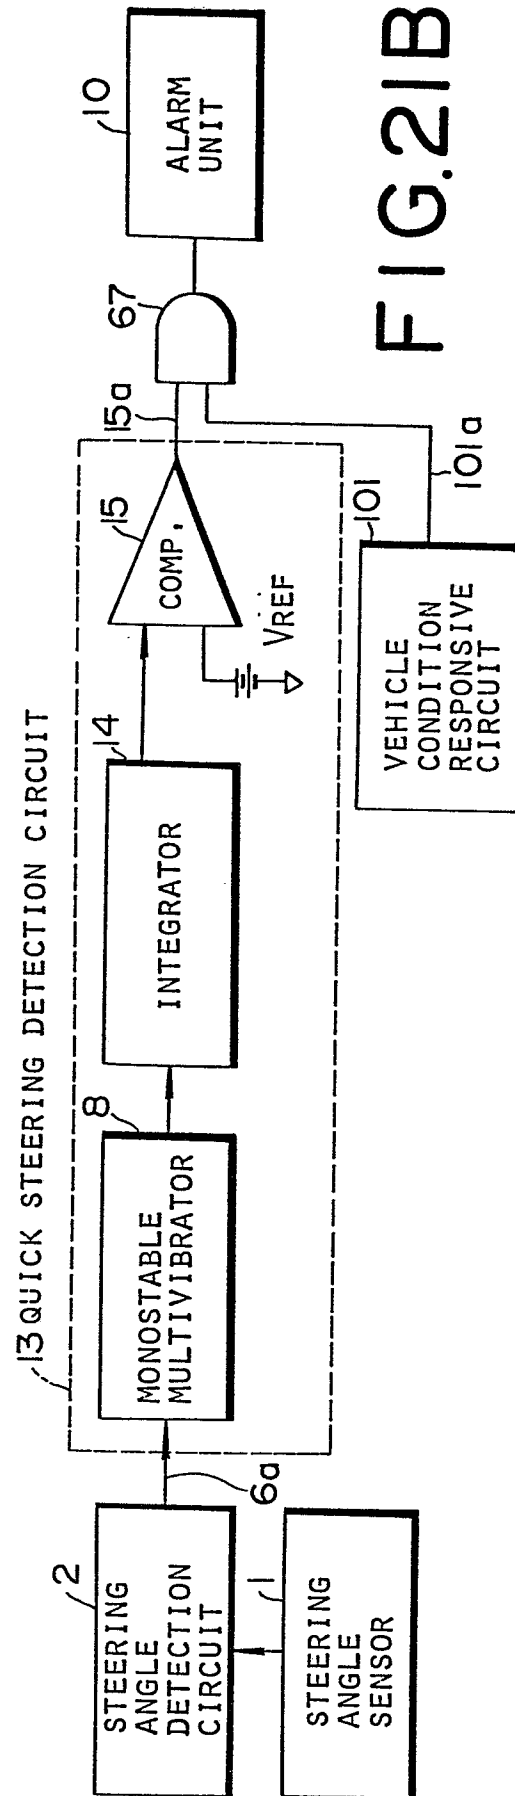 13 QUICK STEERING DETECTION CIRCUIT
2
STEERING
ANGLE
DETECTION
CIRCUIT
1
STEERING
ANGLE
SENSOR
6a
8
MONOSTABLE
MULTIVIBRATOR
14
INTEGRATOR
15
COMP.
VREF
15a
67
10
ALARM
UNIT
101
VEHICLE
CONDITION
RESPONSIVE
CIRCUIT
101a
FIG.21B